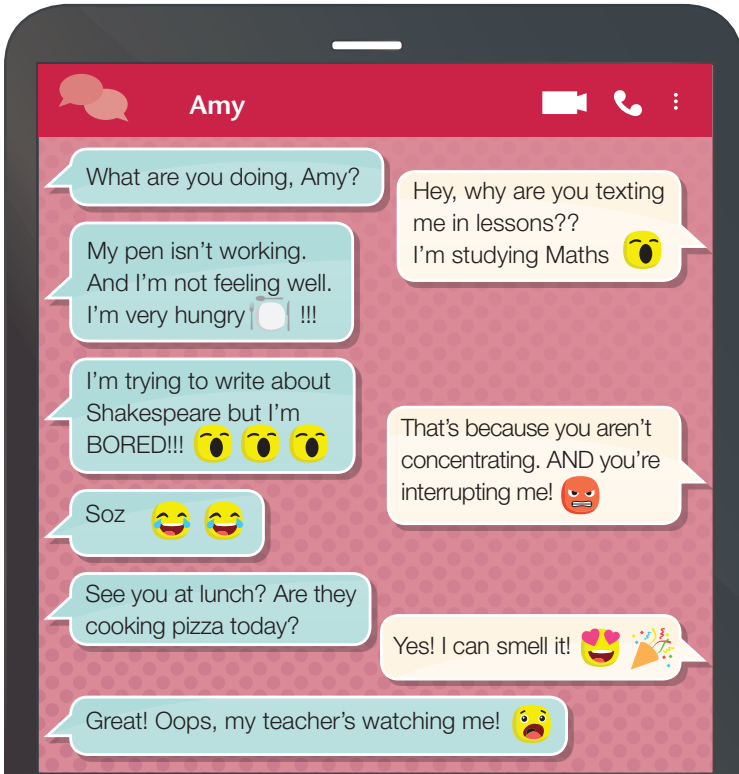 Amy
What are you doing, Amy?
Hey, why are you texting
me in lessons??
I'm studying Maths
My pen isn't working.
And I'm not feeling well.
I'm very hungry !!!
I'm trying to write about
Shakespeare but I'm
BORED!!!
That's because you aren't
concentrating. AND you're
interrupting me!
Soz
See you at lunch? Are they
cooking pizza today?
Yes! I can smell it!
Great! Oops, my teacher's watching me!